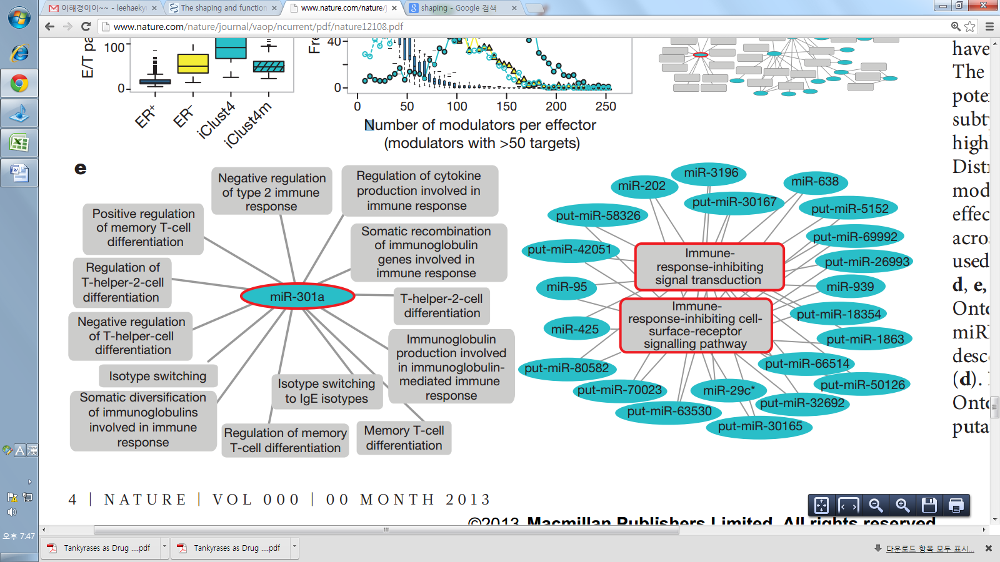 이해경이이~~ - leehaeky
The shaping and function
www.nature.com/nature/j
shaping - Google 검색
www.nature.com/nature/journal/vaop/ncurrent/pdf/nature12108.pdf
E/T pa
100
0
ER+
ER−
iClust4
iClust4m
Fre
40
0
0 50 100 150 200 250
Number of modulators per effector
(modulators with >50 targets)
e
Negative regulation
of type 2 immune
response
Regulation of cytokine
production involved in
immune response
Positive regulation
of memory T-cell
differentiation
Somatic recombination
of immunoglobulin
genes involved in
immune response
Regulation of
T-helper-2-cell
differentiation
miR-301a
T-helper-2-cell
differentiation
Negative regulation
of T-helper-cell
differentiation
Immunoglobulin
production involved
in immunoglobulin-
mediated immune
response
Isotype switching
Isotype switching
to IgE isotypes
Somatic diversification
of immunoglobulins
involved in immune
response
Regulation of memory
T-cell differentiation
Memory T-cell
differentiation
miR-3196
miR-202
miR-638
put-miR-30167
put-miR-5152
put-miR-58326
put-miR-69992
put-miR-42051
put-miR-26993
Immune-
response-inhibiting
signal transduction
miR-95
miR-939
Immune-
response-inhibiting cell-
surface-receptor
signalling pathway
put-miR-18354
miR-425
put-miR-1863
put-miR-80582
put-miR-66514
put-miR-50126
put-miR-70023
miR-29c*
put-miR-32692
put-miR-63530
put-miR-30165
have
The
pote
subty
high
Distr
mod
effec
acro
used
d, e,
Onto
miRI
desc
(d).
Onto
puta
4 | NATURE | VOL 000 | 00 MONTH 2013
©2013 Macmillan Publishers Limited. All rights reserved
A 漢
오후 7:47
Tankyrases as Drug ....pdf
Tankyrases as Drug ....pdf
다운로드 항목 모두 표시...